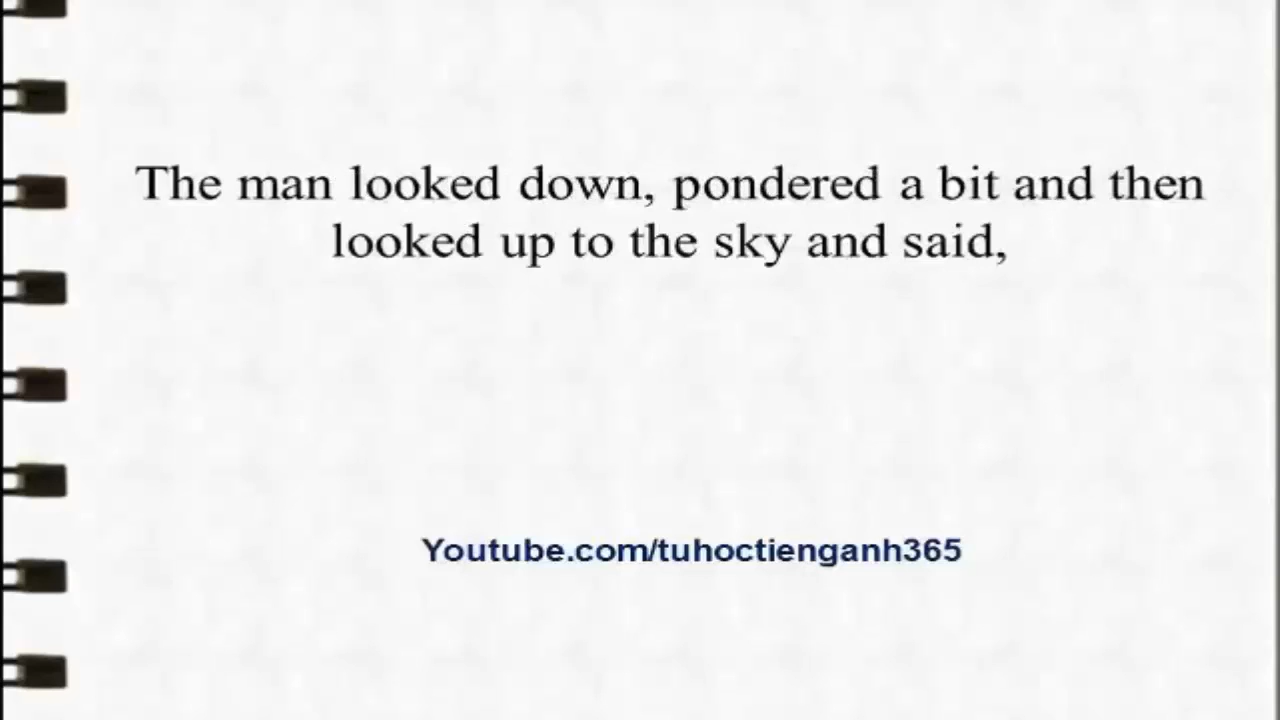 The man looked down, pondered a bit and then
looked up to the sky and said,
Youtube.com/tuhoctienganh365